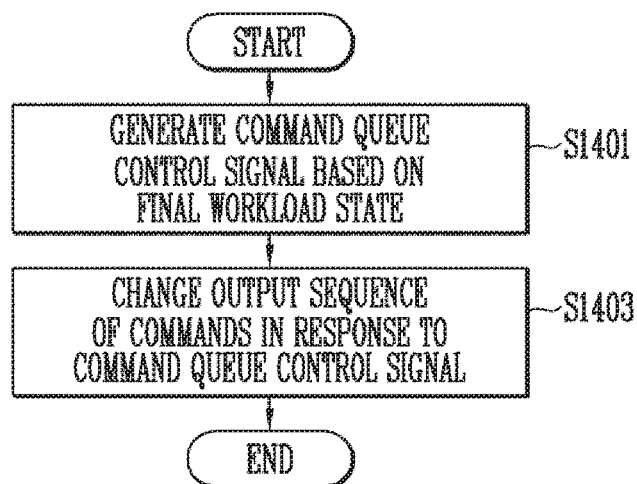 START
GENERATE COMMAND QUEUE
CONTROL SIGNAL BASED ON
FINAL WORKLOAD STATE
S1401
CHANGE OUTPUT SEQUENCE
OF COMMANDS IN RESPONSE TO
COMMAND QUEUE CONTROL SIGNAL
S1403
END